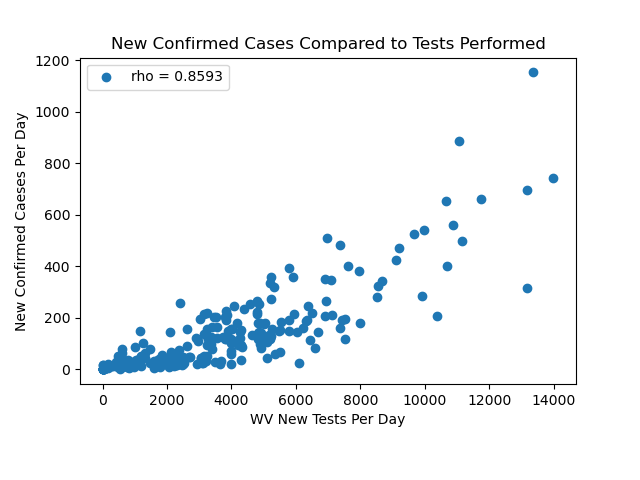 New Confirmed Cases Compared to Tests Performed
rho = 0.8593
1200
1000
800
600
400
200
0
New Confirmed Caeses Per Day
0 2000 4000 6000 8000 10000 12000 14000
WV New Tests Per Day